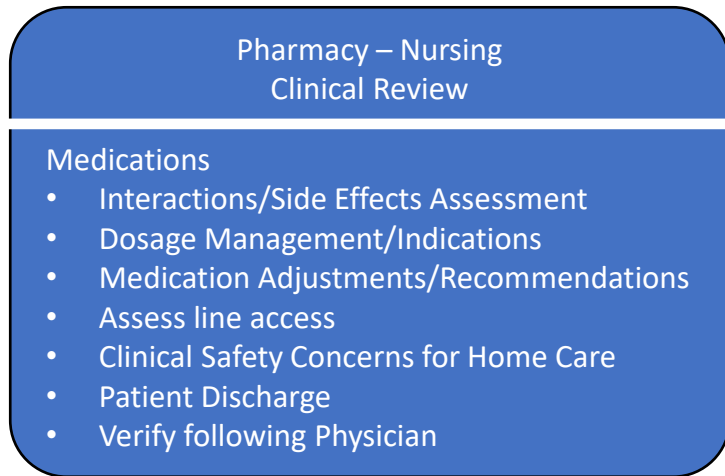 Pharmacy – Nursing
Clinical Review
Medications
• Interactions/Side Effects Assessment
• Dosage Management/Indications
• Medication Adjustments/Recommendations
• Assess line access
• Clinical Safety Concerns for Home Care
• Patient Discharge
• Verify following Physician